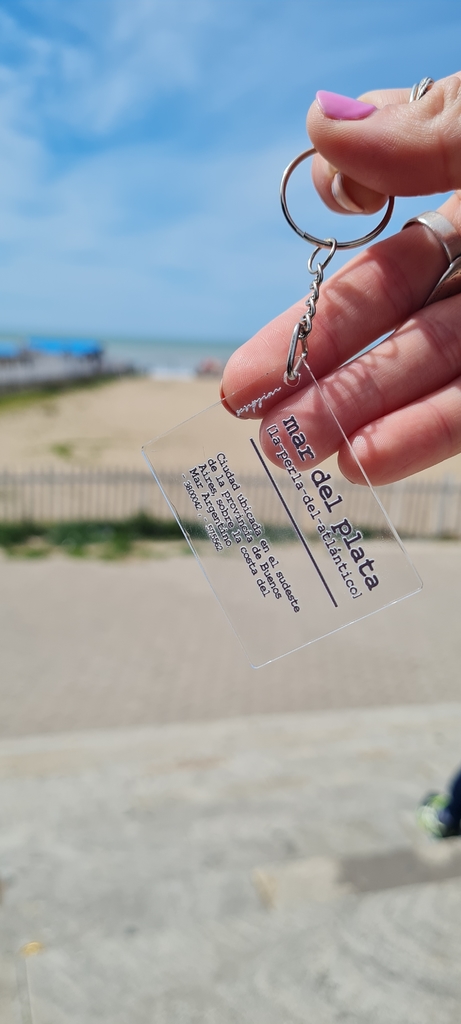 mar del plata
[la-perla-del-atlántico]
Ciudad ubicada en el sudeste
de la provincia de Buenos
Aires, sobre la costa del
Mar Argentino